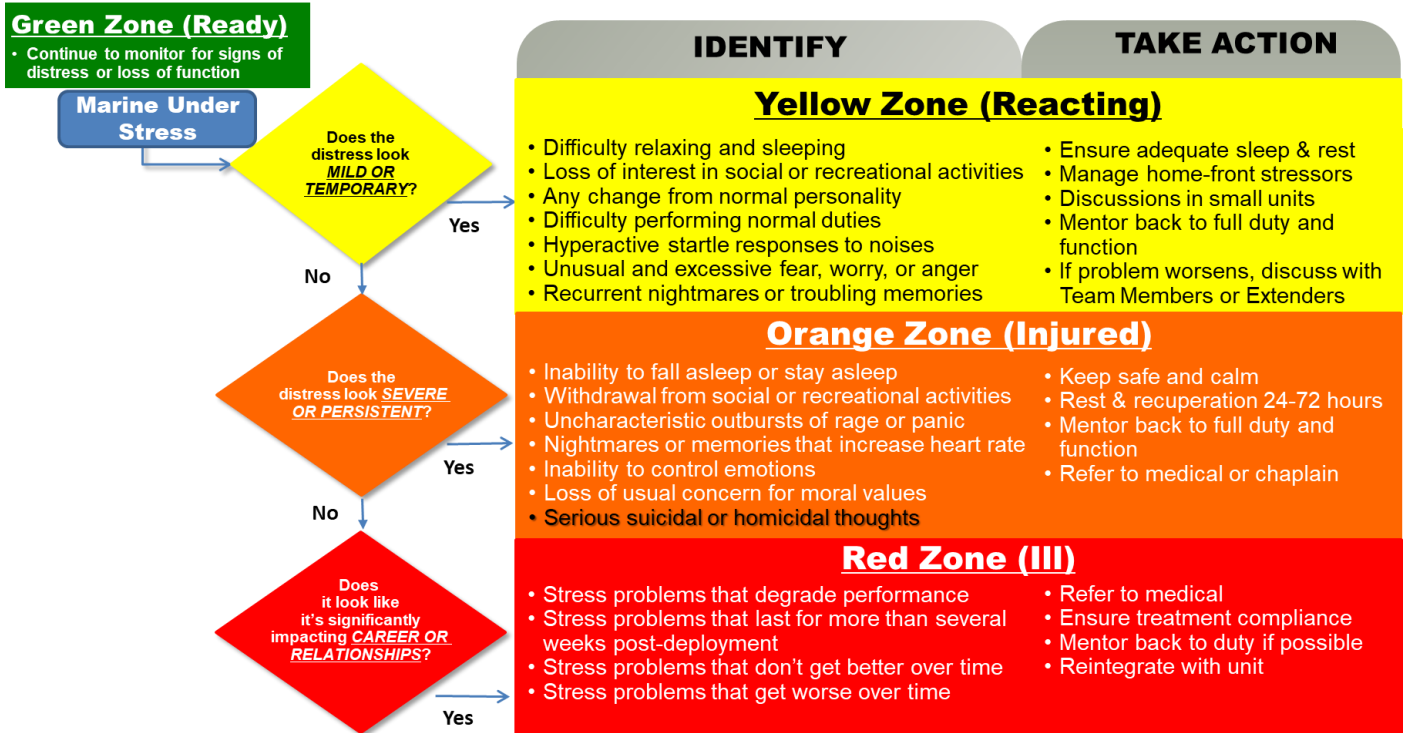 Green Zone (Ready)
• Continue to monitor for signs of
distress or loss of function
Marine Under
Stress
Does the
distress look
MILD OR
TEMPORARY?
Yes
No
Does the
distress look SEVERE
OR PERSISTENT?
Yes
No
Does
it look like
it's significantly
impacting CAREER OR
RELATIONSHIPS?
Yes
IDENTIFY
TAKE ACTION
Yellow Zone (Reacting)
• Difficulty relaxing and sleeping
• Loss of interest in social or recreational activities
• Any change from normal personality
• Difficulty performing normal duties
• Hyperactive startle responses to noises
• Unusual and excessive fear, worry, or anger
• Recurrent nightmares or troubling memories
• Ensure adequate sleep & rest
• Manage home-front stressors
• Discussions in small units
• Mentor back to full duty and
function
• If problem worsens, discuss with
Team Members or Extenders
Orange Zone (Injured)
• Inability to fall asleep or stay asleep
• Withdrawal from social or recreational activities
• Uncharacteristic outbursts of rage or panic
• Nightmares or memories that increase heart rate
• Inability to control emotions
• Loss of usual concern for moral values
• Serious suicidal or homicidal thoughts
• Keep safe and calm
• Rest & recuperation 24-72 hours
• Mentor back to full duty and
function
• Refer to medical or chaplain
Red Zone (Ill)
• Stress problems that degrade performance
• Stress problems that last for more than several
weeks post-deployment
• Stress problems that don't get better over time
• Stress problems that get worse over time
• Refer to medical
• Ensure treatment compliance
• Mentor back to duty if possible
• Reintegrate with unit